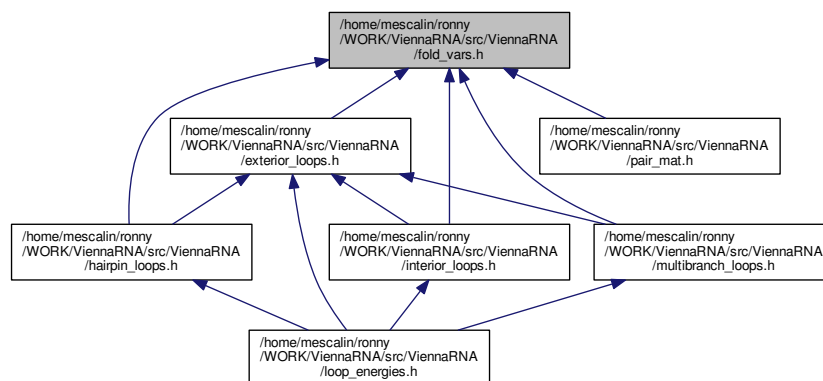 /home/mescalin/ronny
/WORK/ViennaRNA/src/ViennaRNA
/fold_vars.h
/home/mescalin/ronny
/WORK/ViennaRNA/src/ViennaRNA
/exterior_loops.h
/home/mescalin/ronny
/WORK/ViennaRNA/src/ViennaRNA
/pair_mat.h
/home/mescalin/ronny
/WORK/ViennaRNA/src/ViennaRNA
/hairpin_loops.h
/home/mescalin/ronny
/WORK/ViennaRNA/src/ViennaRNA
/interior_loops.h
/home/mescalin/ronny
/WORK/ViennaRNA/src/ViennaRNA
/multibranch_loops.h
/home/mescalin/ronny
/WORK/ViennaRNA/src/ViennaRNA
/loop_energies.h